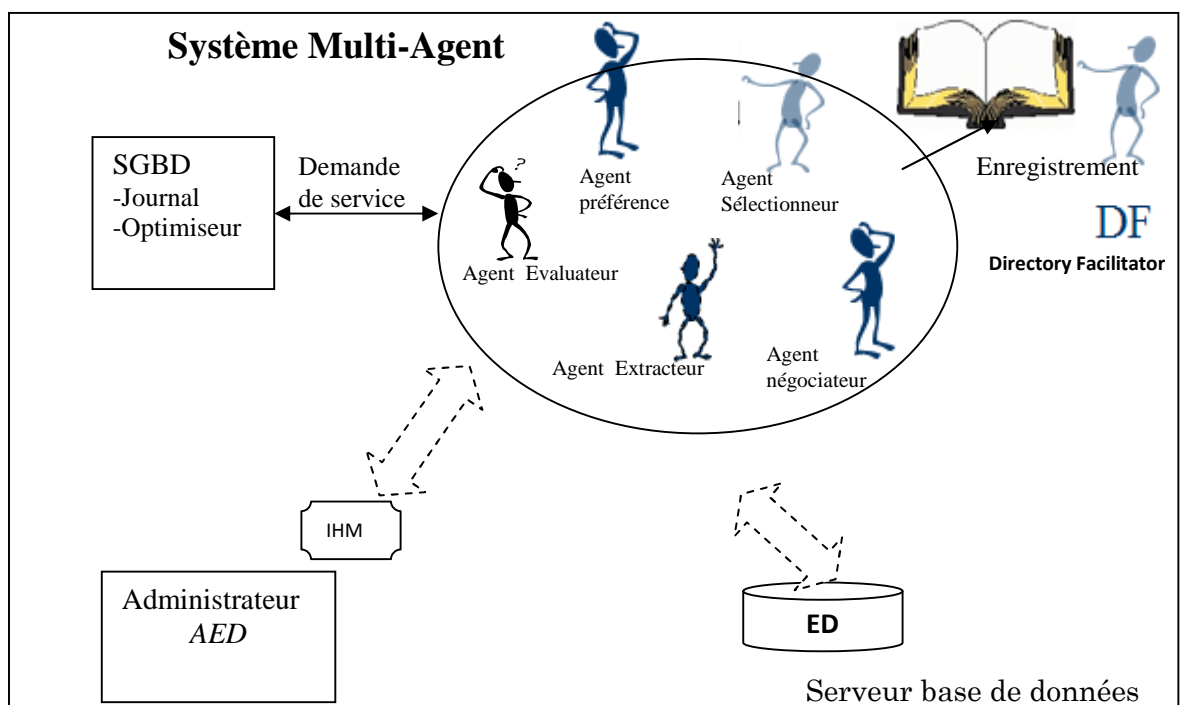 Système Multi-Agent
SGBD
-Journal
-Optimiseur
Demande
de service
?
Agent Evaluateur
Agent
préférence
Agent
Sélectionneur
Agent Extracteur
Agent
négociateur
Enregistrement
DF
Directory Facilitator
IHM
Administrateur
AED
ED
Serveur base de données